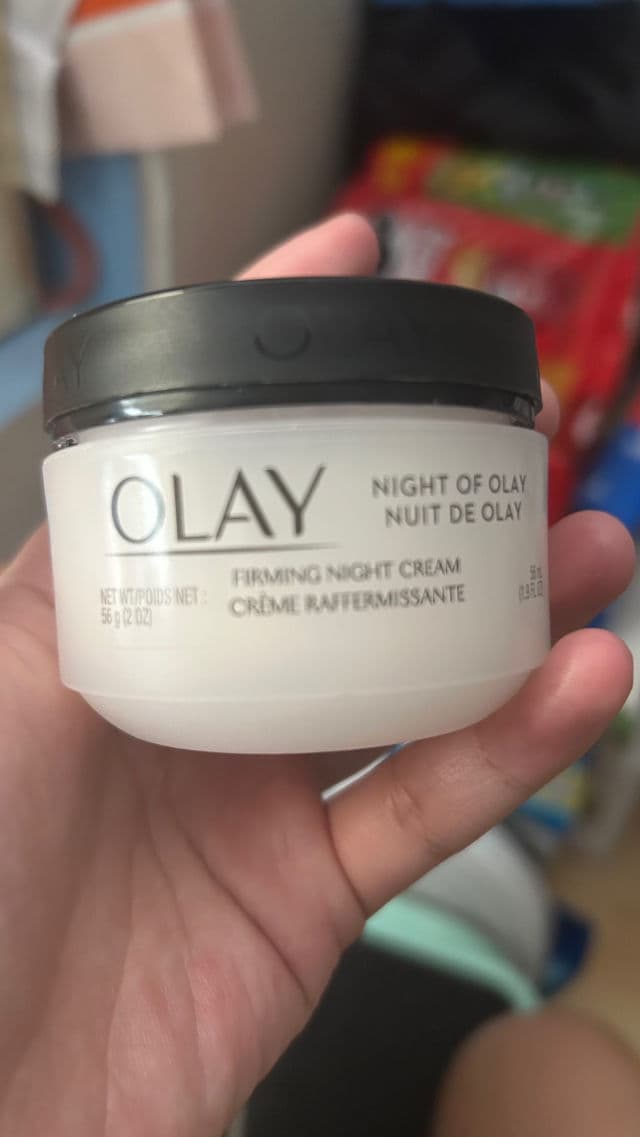 OLAY
NIGHT OF OLAY
NUIT DE OLAY
FIRMING NIGHT CREAM
CRÈME RAFFERMISSANTE
NET WT/POIDS NET :
56 g (2 OZ)